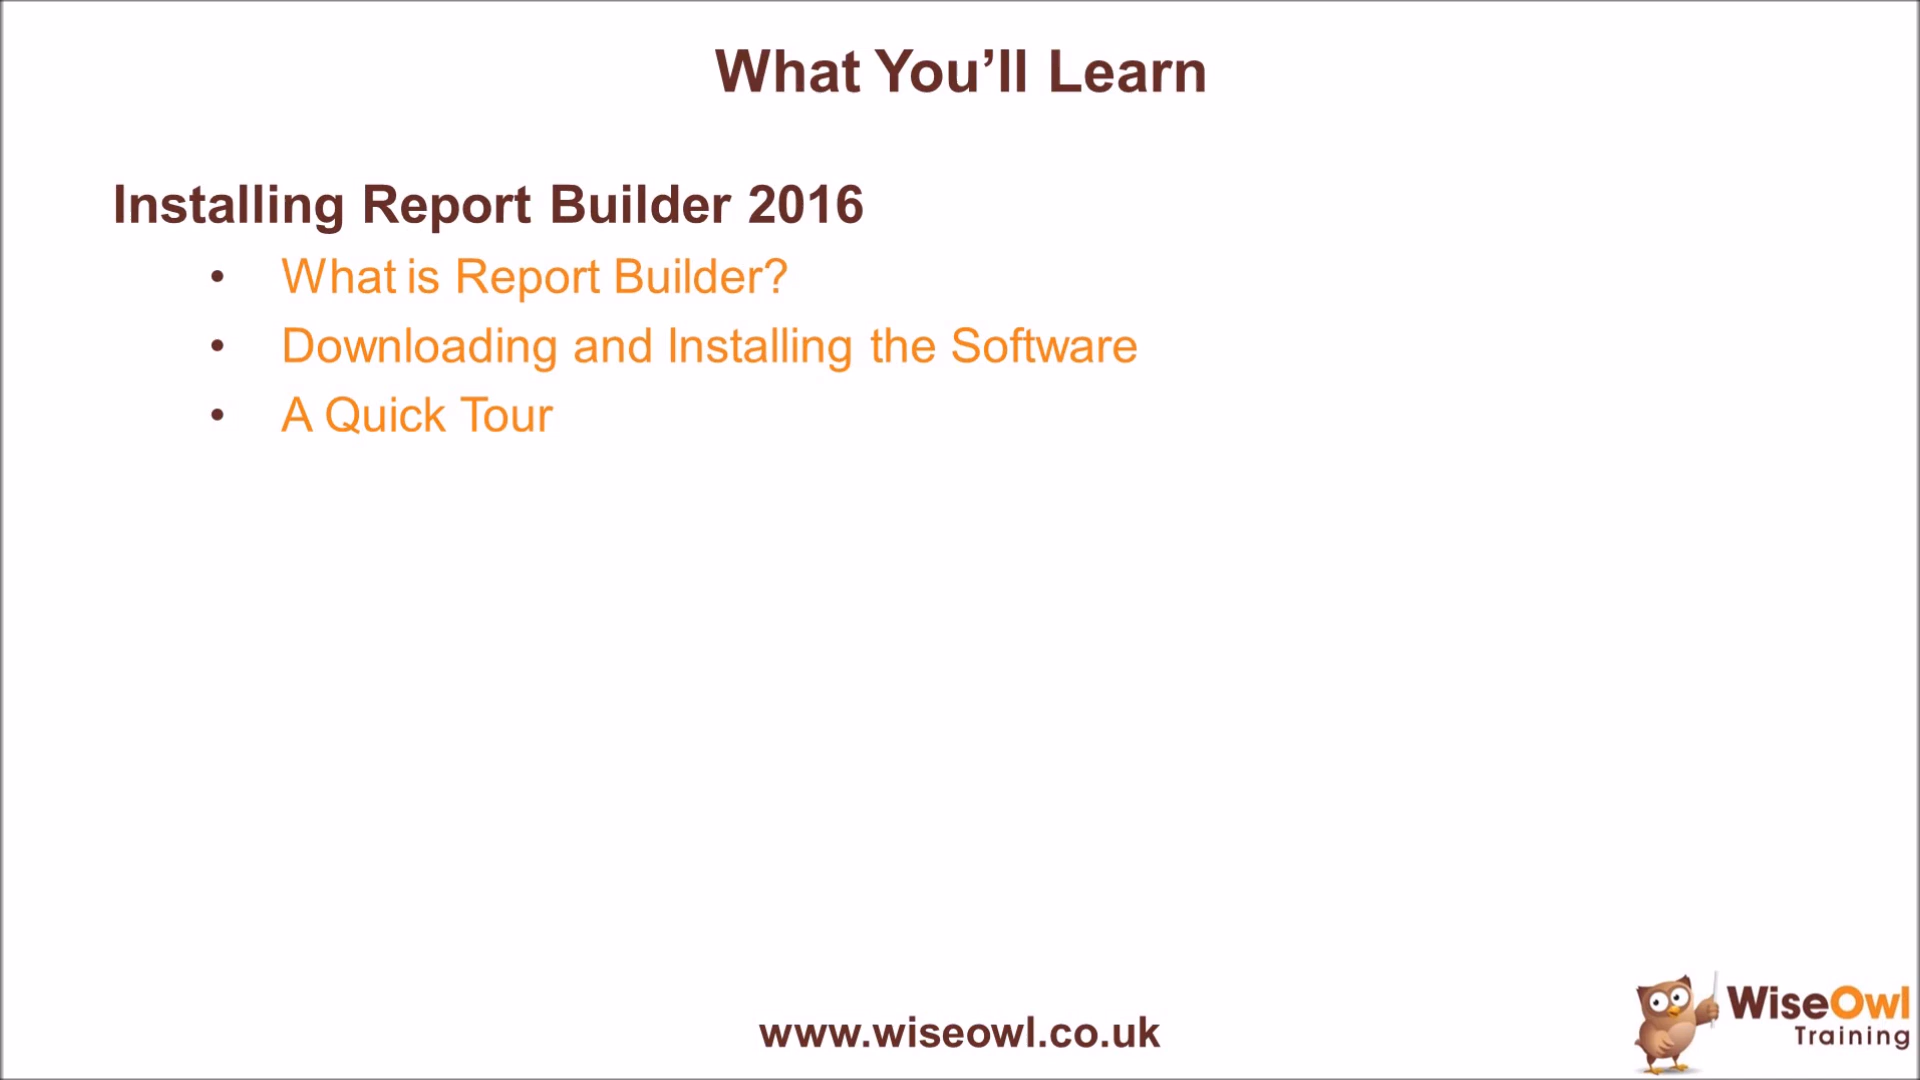 What You’ll Learn
Installing Report Builder 2016
• What is Report Builder?
• Downloading and Installing the Software
• A Quick Tour
www.wiseowl.co.uk
WiseOwl
Training